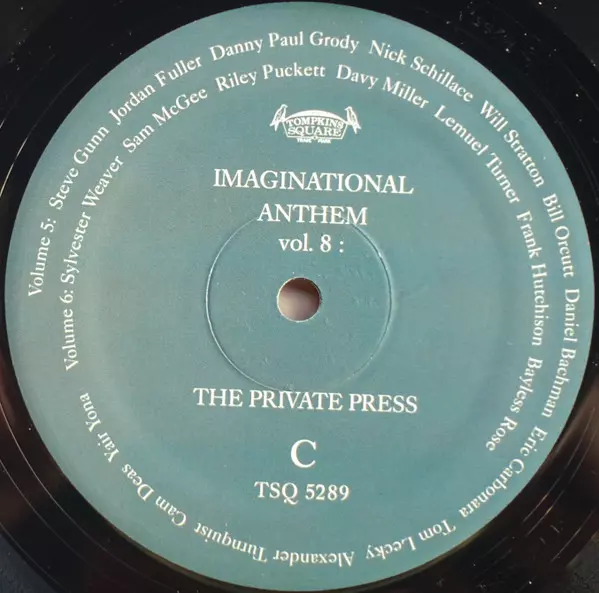 Volume 5: Steve Gunn Jordan Fuller Danny Paul Grody Nick Schillace Will Stratton Bill Orcutt Daniel Bachman Eric Carbonara Tom Lecky Alexander Turnquist Cam Deas Yair Yona
Volume 6: Sylvester Weaver Sam McGee Riley Puckett Davy Miller Lemuel Turner Frank Hutchison Bayless Rose
TOMPKINS
SQUARE
IMAGINATIONAL
ANTHEM
vol. 8 :
THE PRIVATE PRESS
C
TSQ 5289